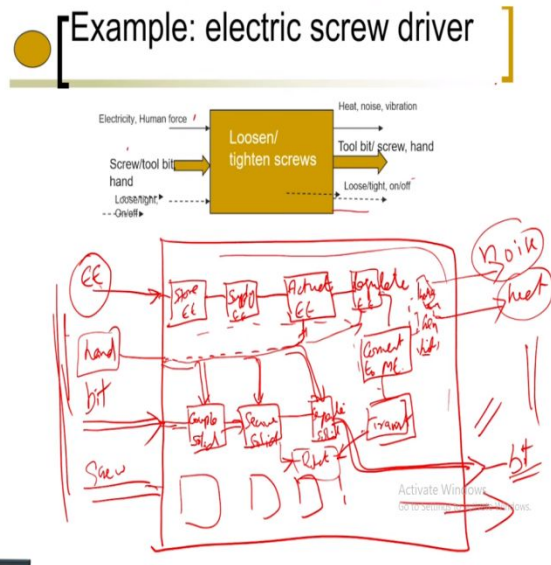 Example: electric screw driver
Electricity, Human force
Heat, noise, vibration
Loosen/
tighten screws
Screw/tool bit,
hand
Tool bit/ screw, hand
Loose/tight,
On/off
Loose/tight, on/off
EE
Store
EE
Supply
EE
Actuate
EE
Regulate
EE
Noise
heat
hand
Convert
EE to ME
bit
Couple
Solid
Secure
Solid
Separate
Solid
Screw
bit
Activate Windows
Go to Settings to activate Windows.